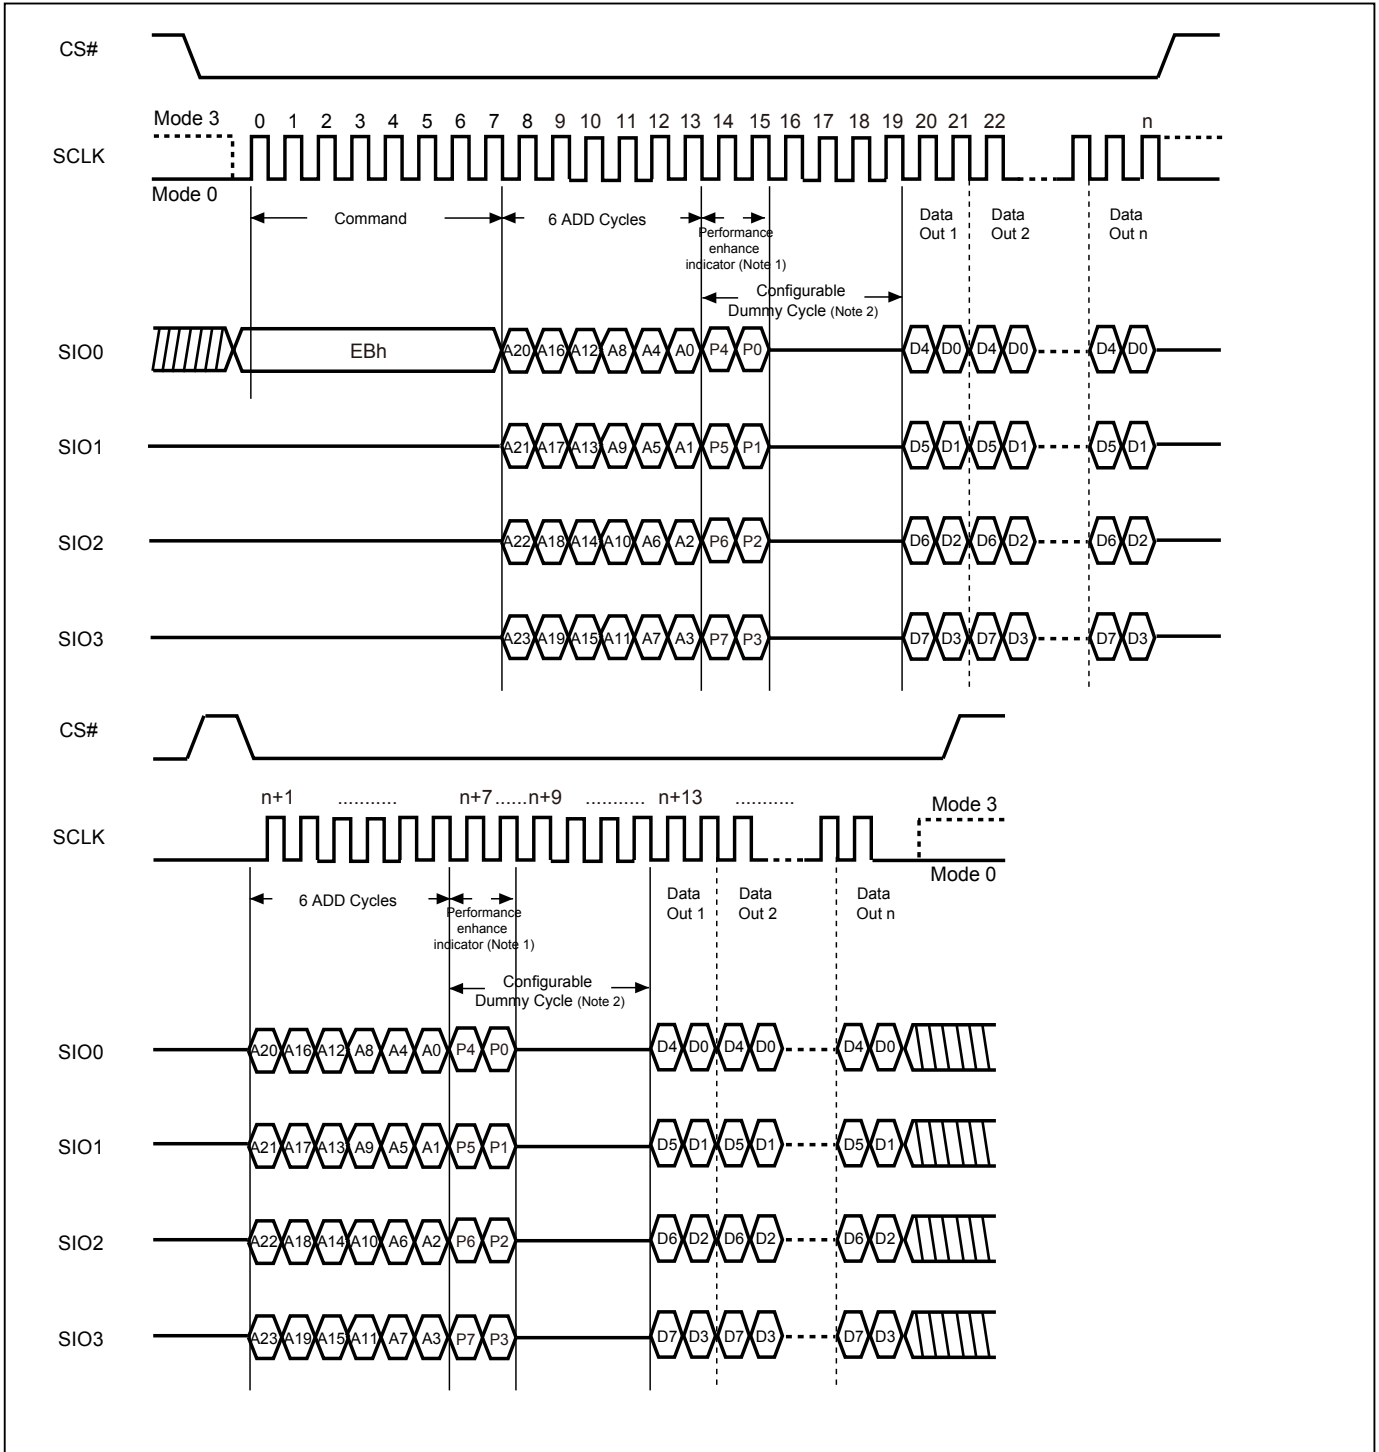 CS#
Mode 3
0 1 2 3 4 5 6 7 8 9 10 11 12 13 14 15 16 17 18 19 20 21 22 n
SCLK
Mode 0
Command
6 ADD Cycles
Performance
enhance
indicator (Note 1)
Data
Out 1
Data
Out 2
Data
Out n
Configurable
Dummy Cycle (Note 2)
SIO0
EBh
A20 A16 A12 A8 A4 A0 P4 P0 D4 D0 D4 D0 D4 D0
SIO1
A21 A17 A13 A9 A5 A1 P5 P1 D5 D1 D5 D1 D5 D1
SIO2
A22 A18 A14 A10 A6 A2 P6 P2 D6 D2 D6 D2 D6 D2
SIO3
A23 A19 A15 A11 A7 A3 P7 P3 D7 D3 D7 D3 D7 D3
CS#
n+1 ........... n+7......n+9 ........... n+13 ...........
Mode 3
SCLK
Mode 0
6 ADD Cycles
Performance
enhance
indicator (Note 1)
Data
Out 1
Data
Out 2
Data
Out n
Configurable
Dummy Cycle (Note 2)
SIO0
A20 A16 A12 A8 A4 A0 P4 P0 D4 D0 D4 D0 D4 D0
SIO1
A21 A17 A13 A9 A5 A1 P5 P1 D5 D1 D5 D1 D5 D1
SIO2
A22 A18 A14 A10 A6 A2 P6 P2 D6 D2 D6 D2 D6 D2
SIO3
A23 A19 A15 A11 A7 A3 P7 P3 D7 D3 D7 D3 D7 D3